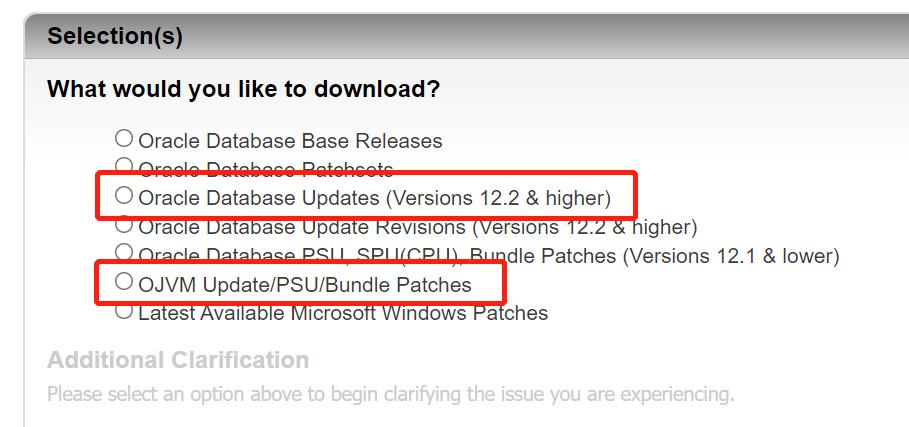 Selection(s)
What would you like to download?
Oracle Database Base Releases
Oracle Database Patchsets
Oracle Database Updates (Versions 12.2 & higher)
Oracle Database Update Revisions (Versions 12.2 & higher)
Oracle Database PSU, SPU(CPU), Bundle Patches (Versions 12.1 & lower)
OJVM Update/PSU/Bundle Patches
Latest Available Microsoft Windows Patches
Additional Clarification
Please select an option above to begin clarifying the issue you are experiencing.